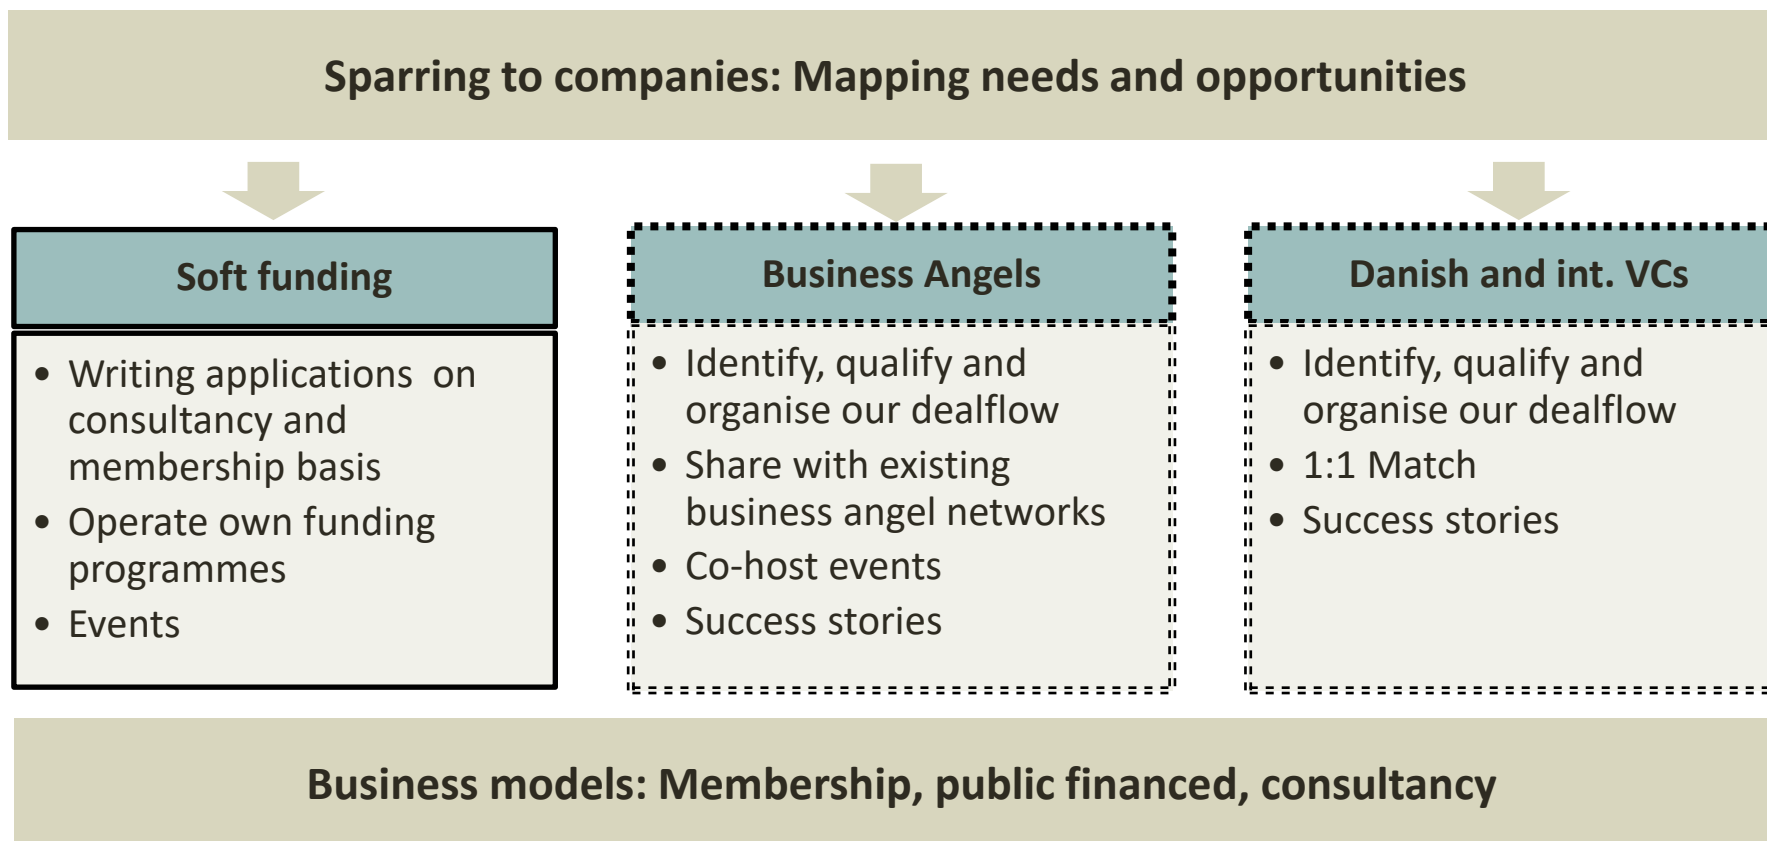 Sparring to companies: Mapping needs and opportunities
Soft funding
• Writing applications  on
consultancy and
membership basis
• Operate own funding
programmes
• Events
Business Angels
• Identify, qualify and
organise our dealflow
• Share with existing
business angel networks
• Co-host events
• Success stories
Danish and int. VCs
• Identify, qualify and
organise our dealflow
• 1:1 Match
• Success stories
Business models: Membership, public financed, consultancy